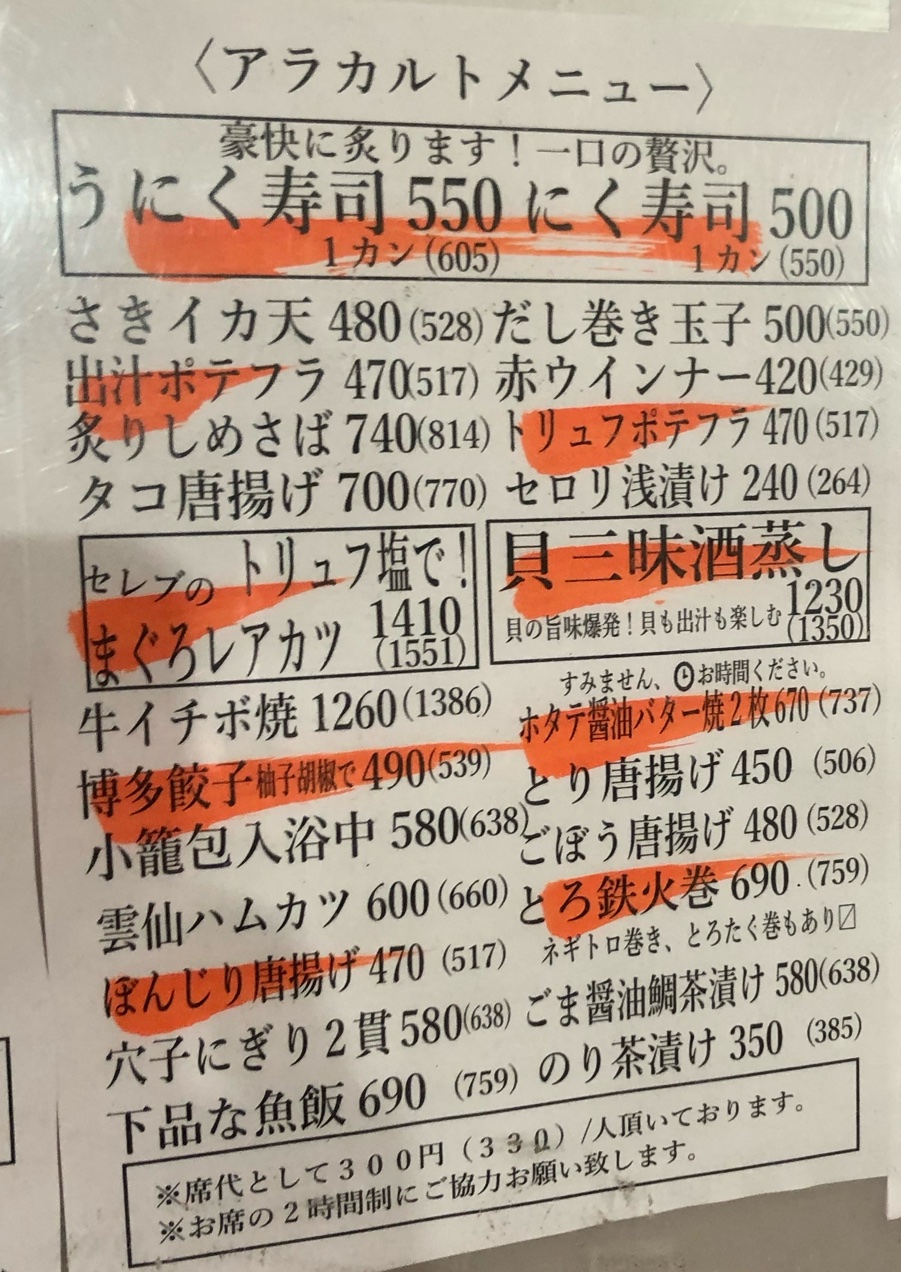 〈アラカルトメニュー〉
豪快に炙ります！一口の贅沢。
うにく寿司 550 にく寿司 500
1カン(605) 1カン(550)
さきイカ天 480(528) だし巻き玉子 500(550)
出汁ポテフラ 470(517) 赤ウインナー420(429)
炙りしめさば 740(814) トリュフポテフラ 470(517)
タコ唐揚げ 700(770) セロリ浅漬け 240(264)
セレブのトリュフ塩で！
まぐろレアカツ 1410
(1551)
貝三昧酒蒸し
1230
貝の旨味爆発！貝も出汁も楽しむ(1350)
すみません、お時間ください。
牛イチボ焼 1260(1386) ホタテ醤油バター焼2枚670(737)
博多餃子柚子胡椒で490(539) とり唐揚げ 450 (506)
小籠包入浴中 580(638) ごぼう唐揚げ 480 (528)
雲仙ハムカツ 600(660) とろ鉄火巻 690.(759)
ネギトロ巻き、とろたく巻もあり〼
ぼんじり唐揚げ 470 (517) ごま醤油鯛茶漬け 580(638)
穴子にぎり2貫580(638) のり茶漬け 350 (385)
下品な魚飯 690 (759)
※席代として３００円（３３０）/人頂いております。
※お席の２時間制にご協力お願い致します。